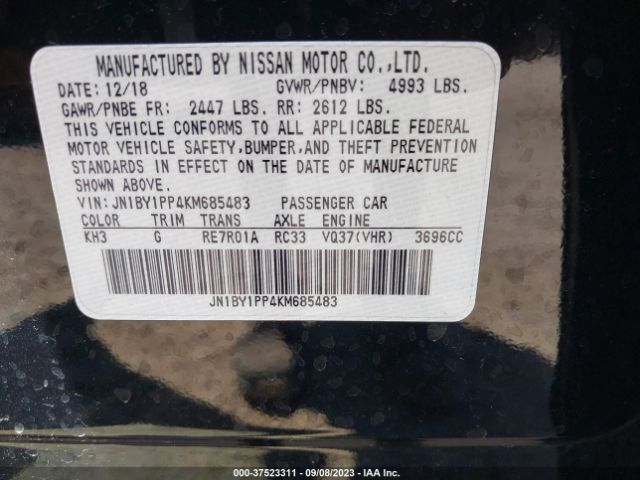 MANUFACTURED BY NISSAN MOTOR CO.,LTD.
DATE: 12/18 GVWR/PNBV: 4993 LBS.
GAWR/PNBE FR: 2447 LBS. RR: 2612 LBS.
THIS VEHICLE CONFORMS TO ALL APPLICABLE FEDERAL
MOTOR VEHICLE SAFETY,BUMPER,AND THEFT PREVENTION
STANDARDS IN EFFECT ON THE DATE OF MANUFACTURE
SHOWN ABOVE.
VIN:JN1BY1PP4KM685483 PASSENGER CAR
COLOR TRIM TRANS AXLE ENGINE
KH3 G RE7R01A RC33 VQ37(VHR) 3696CC
JN1BY1PP4KM685483
000-37523311 - 09/08/2023 - IAA Inc.